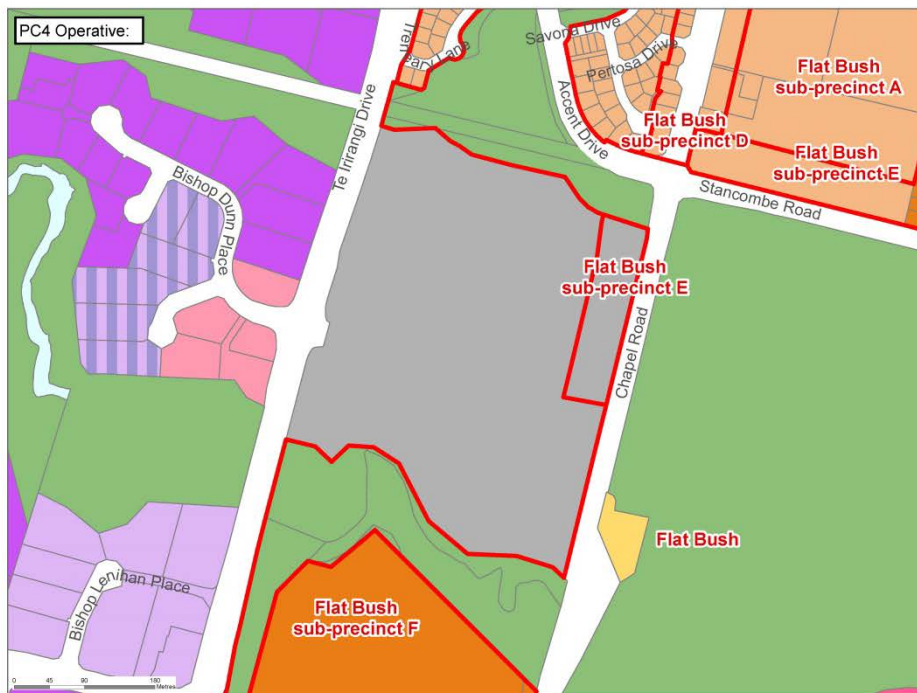 PC4 Operative:
Tremeary Lane
Savona Drive
Pertosa Drive
Accent Drive
Flat Bush
sub-precinct A
Flat Bush
sub-precinct D
Flat Bush
sub-precinct E
Stancombe Road
Te Irirangi Drive
Bishop Dunn Place
Flat Bush
sub-precinct E
Chapel Road
Flat Bush
Bishop Lenihan Place
Flat Bush
sub-precinct F
0 45 90 180
Metres